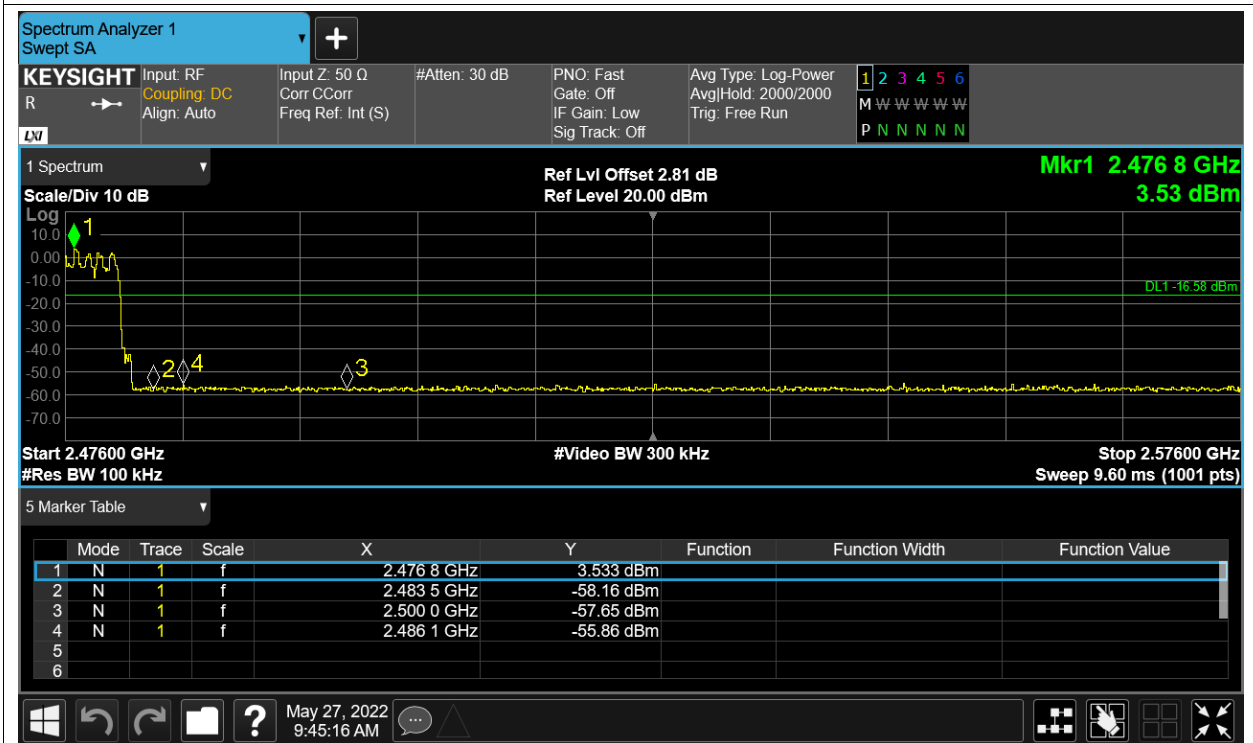 Spectrum Analyzer 1
Swept SA
+
KEYSIGHT
R
LXI
Input: RF
Coupling: DC
Align: Auto
Input Z: 50 Ω
Corr CCorr
Freq Ref: Int (S)
#Atten: 30 dB
PNO: Fast
Gate: Off
IF Gain: Low
Sig Track: Off
Avg Type: Log-Power
Avg|Hold: 2000/2000
Trig: Free Run
1 2 3 4 5 6
M W W W W W
P N N N N N
1 Spectrum
Scale/Div 10 dB
Ref Lvl Offset 2.81 dB
Ref Level 20.00 dBm
Mkr1 2.476 8 GHz
3.53 dBm
Log
10.0
0.00
-10.0
-20.0
-30.0
-40.0
-50.0
-60.0
-70.0
1
DL1 -16.58 dBm
2 4 3
Start 2.47600 GHz #Video BW 300 kHz Stop 2.57600 GHz
#Res BW 100 kHz Sweep 9.60 ms (1001 pts)
5 Marker Table
Mode Trace Scale X Y Function Function Width Function Value
1 N 1 f 2.476 8 GHz 3.533 dBm
2 N 1 f 2.483 5 GHz -58.16 dBm
3 N 1 f 2.500 0 GHz -57.65 dBm
4 N 1 f 2.486 1 GHz -55.86 dBm
5
6
?
May 27, 2022
9:45:16 AM